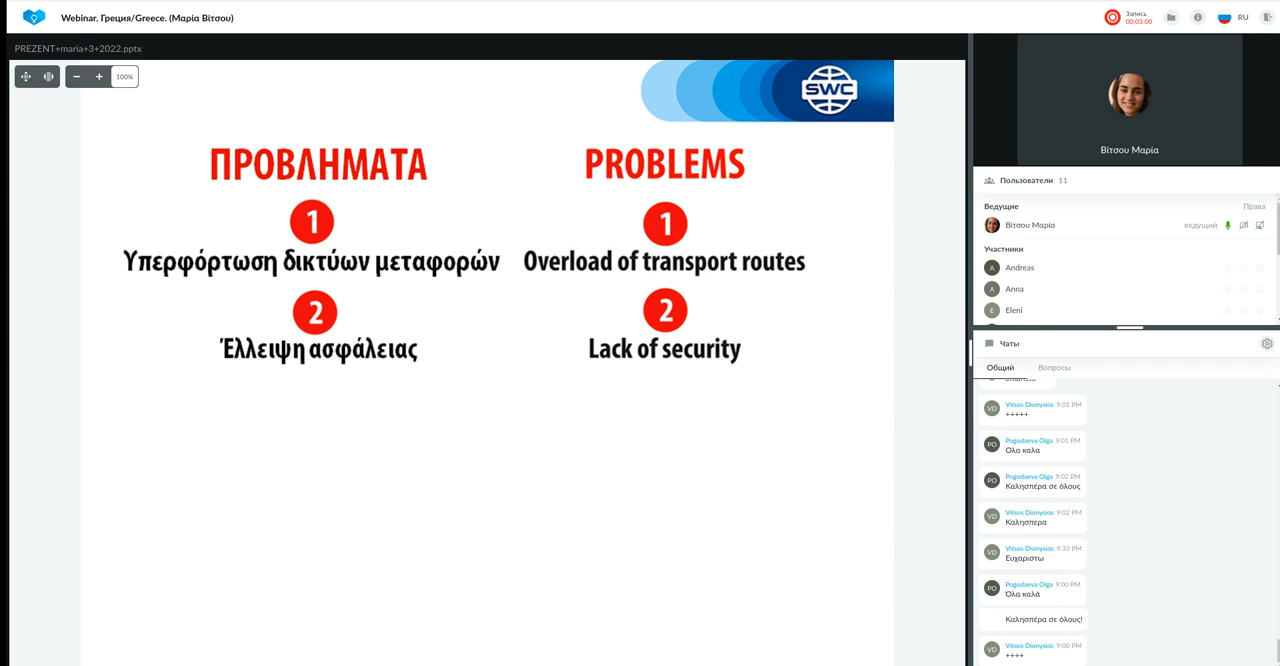 Webinar. Греция/Greece. (Μαρία Βίτσου)
Запись
00:03:00
RU
PREZENT+maria+3+2022.pptx
100%
SWC
ΠΡΟΒΛΗΜΑΤΑ
1
Υπερφόρτωση δικτύων μεταφορών
2
Έλλειψη ασφάλειας
PROBLEMS
1
Overload of transport routes
2
Lack of security
Βίτσου Μαρία
Пользователи 11
Ведущие Права
Βίτσου Μαρία ведущий
Участники
A Andreas
A Anna
E Eleni
Чаты
Общий Вопросы
VD Vitsos Dionysios 9:01 PM
+++++
PO Pogodaeva Olga 9:01 PM
Ολα καλα
PO Pogodaeva Olga 9:02 PM
Καλησπέρα σε όλους
VD Vitsos Dionysios 9:02 PM
Καλησπερα
VD Vitsos Dionysios 9:33 PM
Ευχαριστω
PO Pogodaeva Olga 9:00 PM
Όλα καλά
Καλησπέρα σε όλους!
VD Vitsos Dionysios 9:00 PM
++++